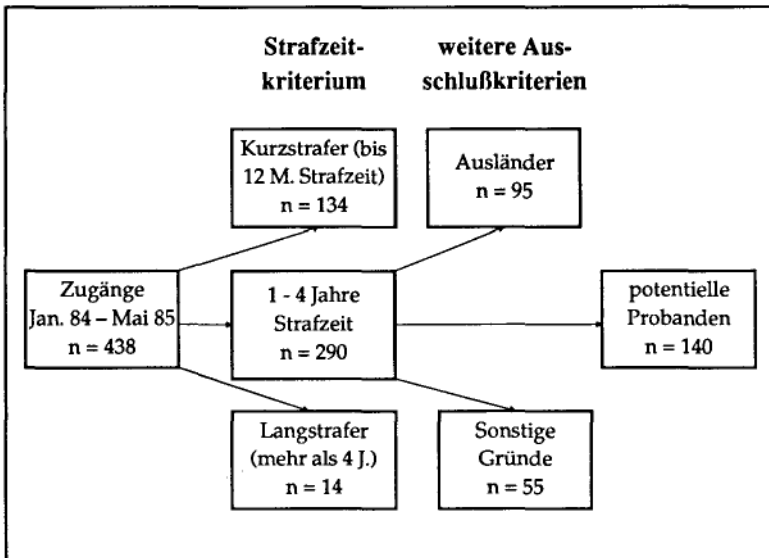 Strafzeit-
kriterium
weitere Aus-
schlußkriterien
Kurzstrafer (bis
12 M. Strafzeit)
n = 134
Ausländer
n = 95
Zugänge
Jan. 84 – Mai 85
n = 438
1 - 4 Jahre
Strafzeit
n = 290
potentielle
Probanden
n = 140
Langstrafer
(mehr als 4 J.)
n = 14
Sonstige
Gründe
n = 55